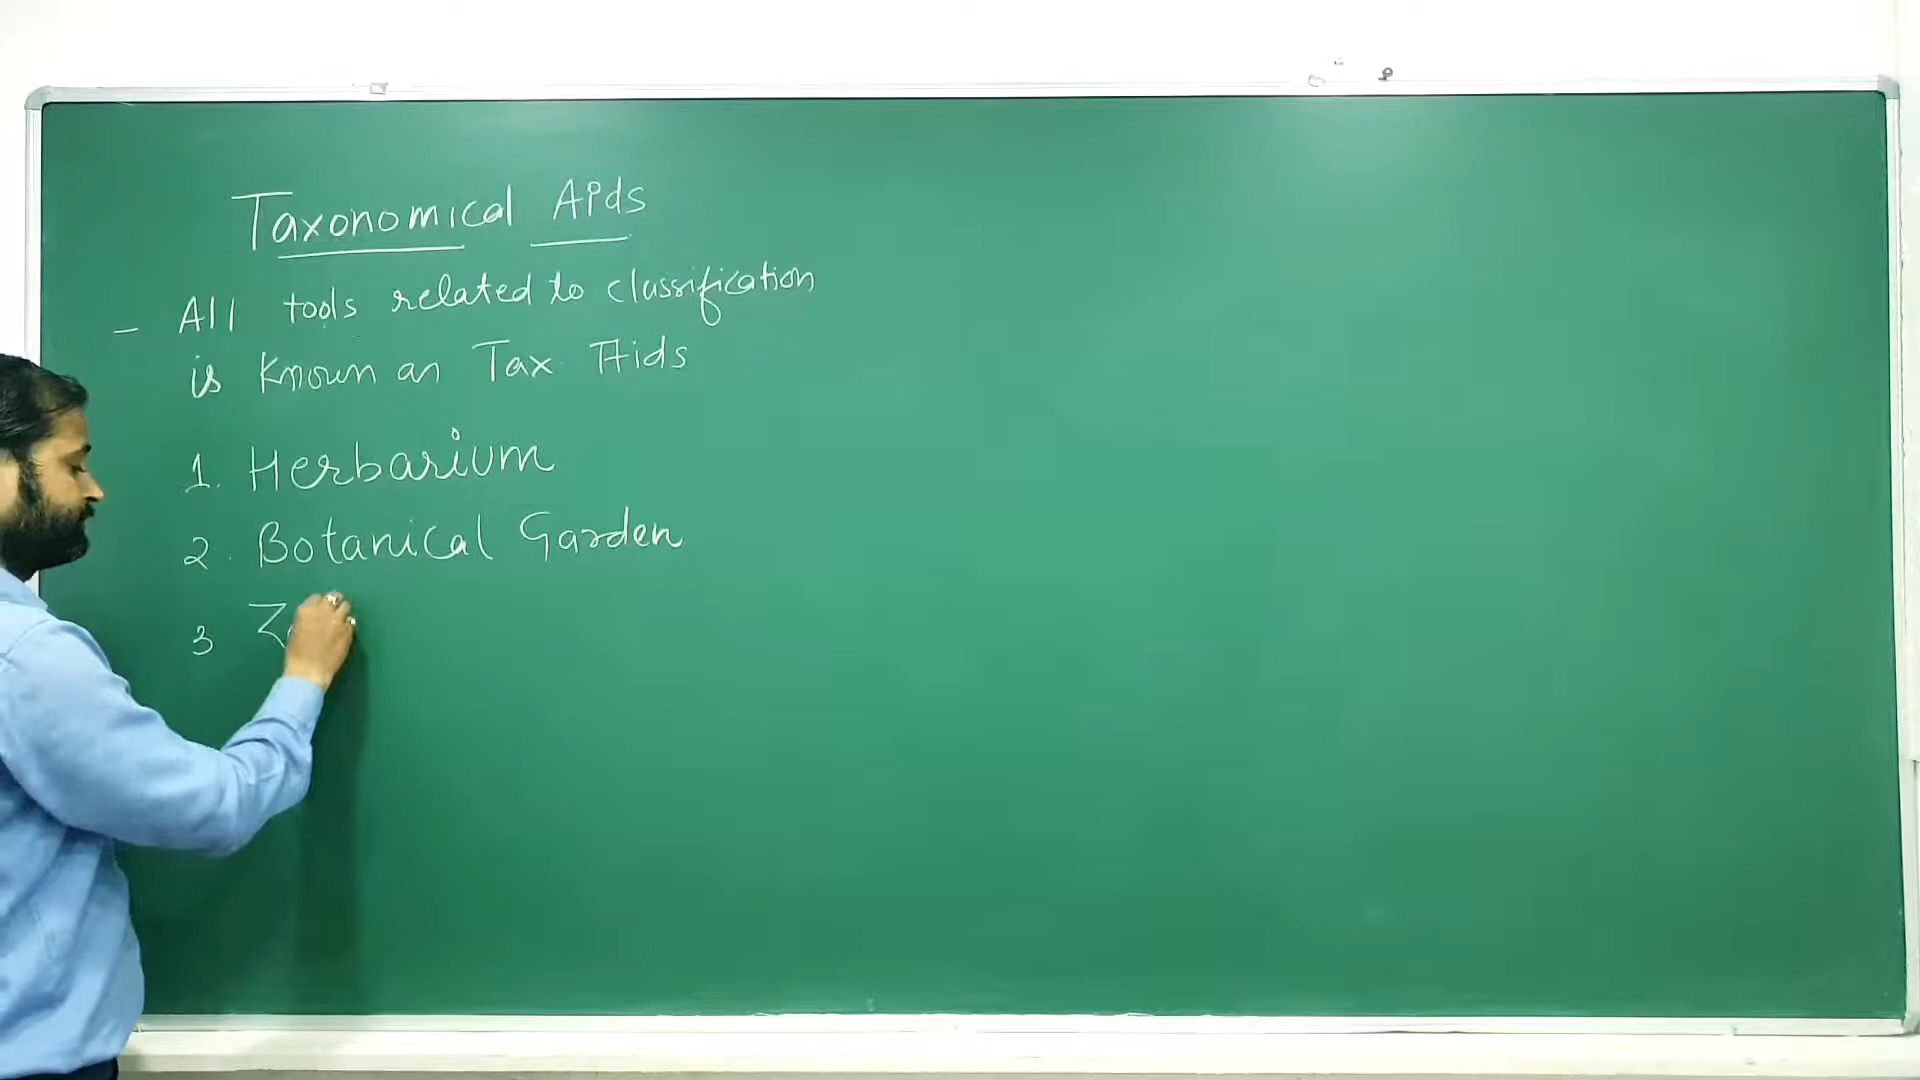 Taxonomical Aids
- All tools related to classification
is Known as Tax. Aids
1. Herbarium
2. Botanical Garden
3